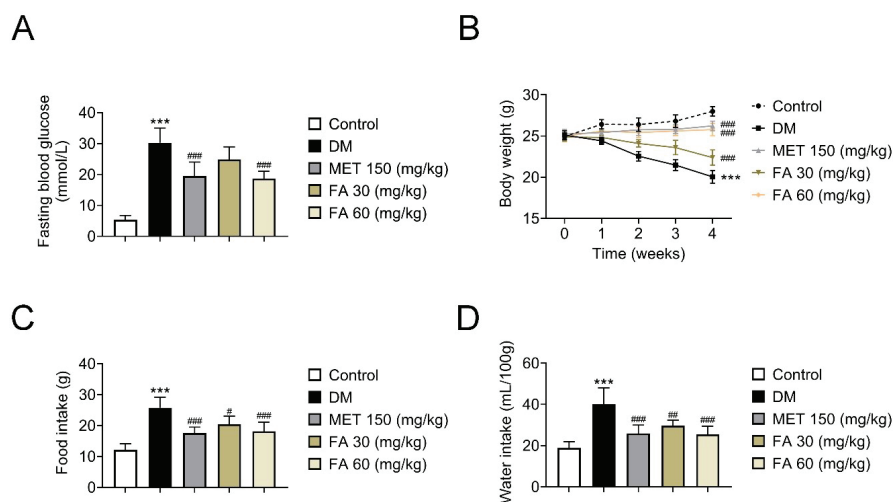 A
Fasting blood glucose
(mmol/L)
40
30
20
10
0
***
###
###
Control
DM
MET 150 (mg/kg)
FA 30 (mg/kg)
FA 60 (mg/kg)
B
Body weight (g)
30
25
20
15
0 1 2 3 4
Time (weeks)
###
###
###
***
Control
DM
MET 150 (mg/kg)
FA 30 (mg/kg)
FA 60 (mg/kg)
C
Food intake (g)
40
30
20
10
0
***
###
#
###
Control
DM
MET 150 (mg/kg)
FA 30 (mg/kg)
FA 60 (mg/kg)
D
Water intake (mL/100g)
60
40
20
0
***
###
##
###
Control
DM
MET 150 (mg/kg)
FA 30 (mg/kg)
FA 60 (mg/kg)